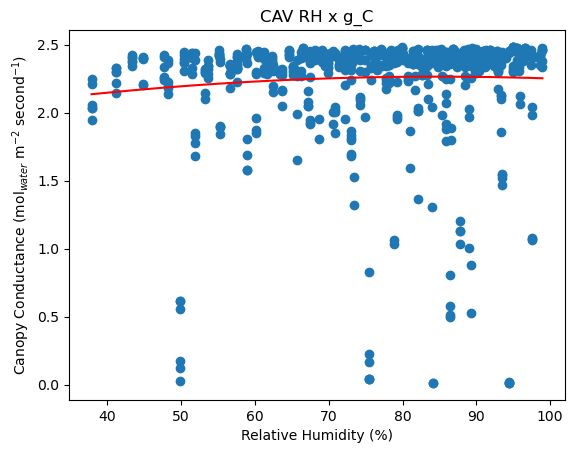 CAV RH x g_C
Canopy Conductance (mol_water m⁻² second⁻¹)
2.5
2.0
1.5
1.0
0.5
0.0
40 50 60 70 80 90 100
Relative Humidity (%)